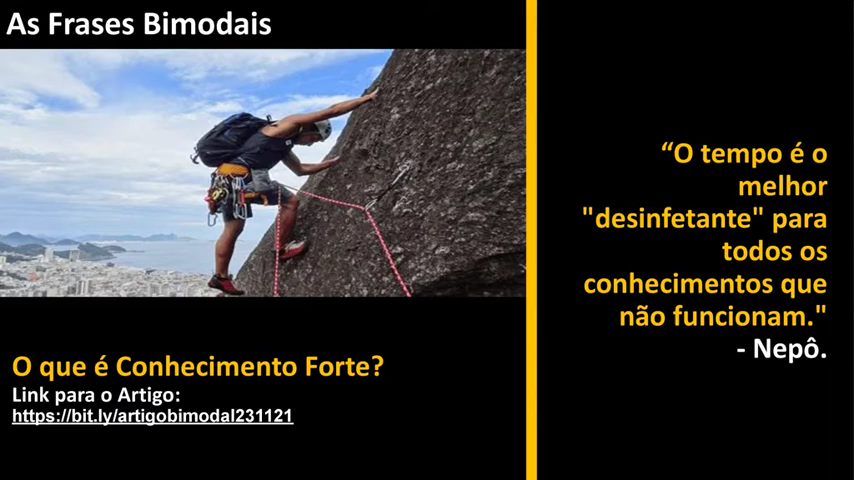 As Frases Bimodais
O que é Conhecimento Forte?
Link para o Artigo:
https://bit.ly/artigobimodal231121
“O tempo é o
melhor
"desinfetante" para
todos os
conhecimentos que
não funcionam."
- Nepô.